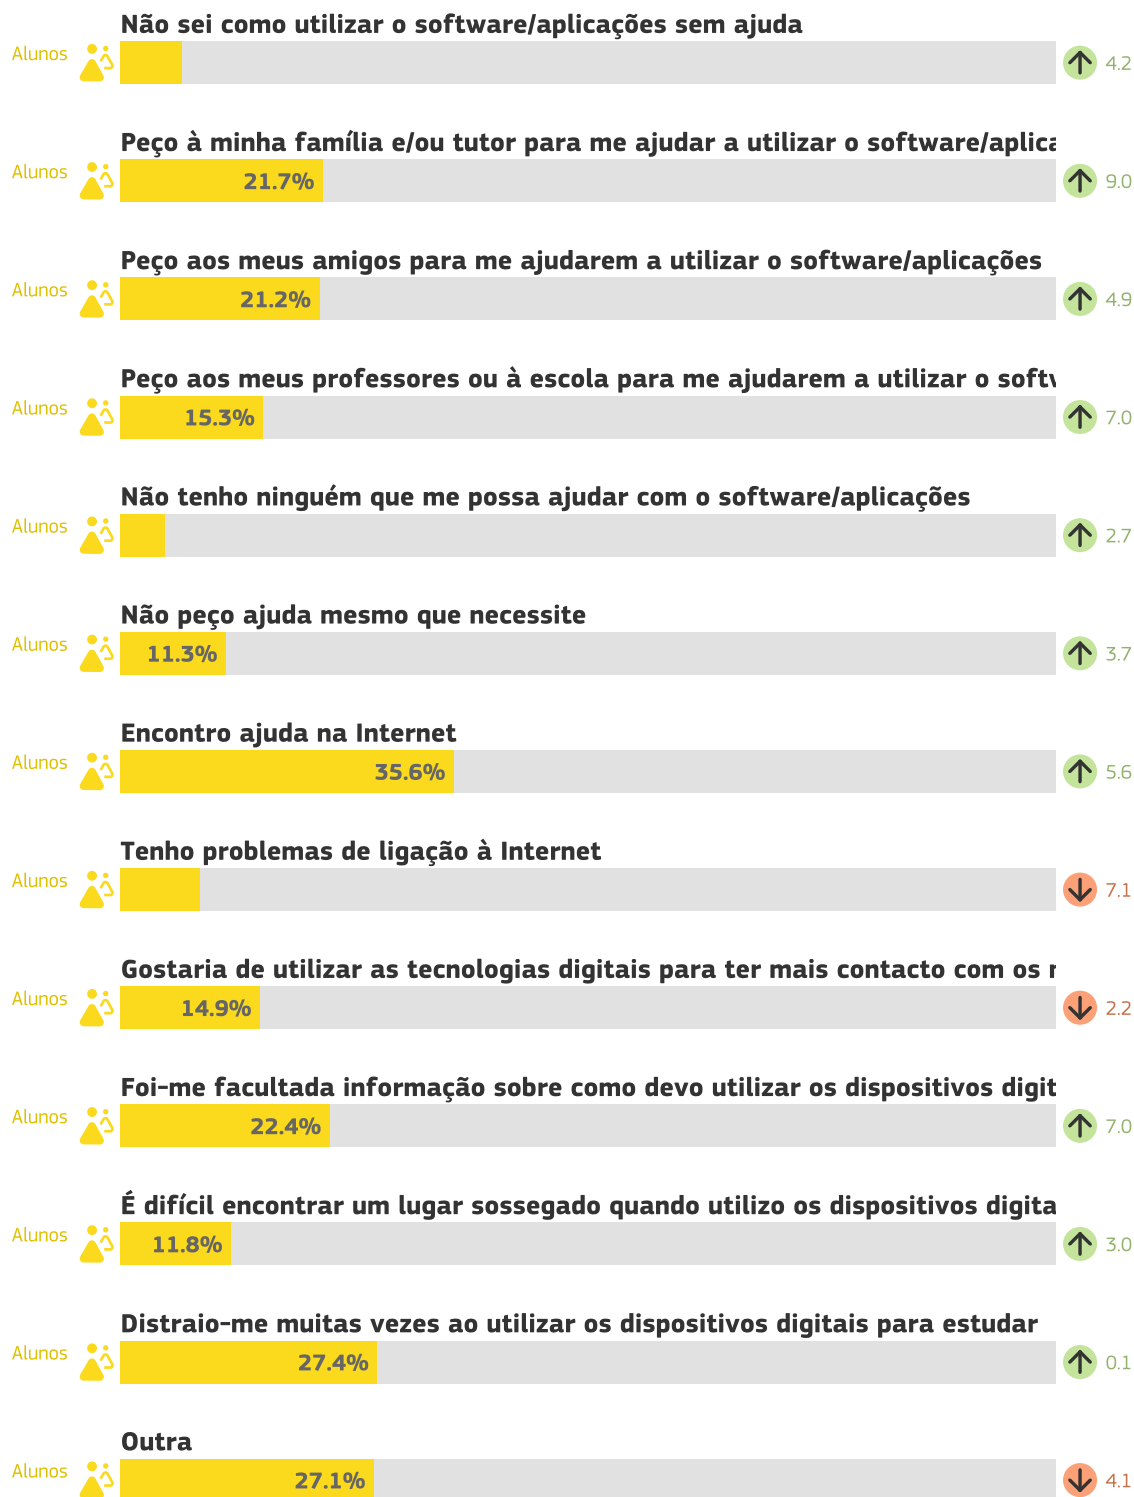 Não sei como utilizar o software/aplicações sem ajuda
Alunos 4.2
Peço à minha família e/ou tutor para me ajudar a utilizar o software/aplica
Alunos 21.7% 9.0
Peço aos meus amigos para me ajudarem a utilizar o software/aplicações
Alunos 21.2% 4.9
Peço aos meus professores ou à escola para me ajudarem a utilizar o soft
Alunos 15.3% 7.0
Não tenho ninguém que me possa ajudar com o software/aplicações
Alunos 2.7
Não peço ajuda mesmo que necessite
Alunos 11.3% 3.7
Encontro ajuda na Internet
Alunos 35.6% 5.6
Tenho problemas de ligação à Internet
Alunos 7.1
Gostaria de utilizar as tecnologias digitais para ter mais contacto com os
Alunos 14.9% 2.2
Foi-me facultada informação sobre como devo utilizar os dispositivos digit
Alunos 22.4% 7.0
É difícil encontrar um lugar sossegado quando utilizo os dispositivos digita
Alunos 11.8% 3.0
Distraio-me muitas vezes ao utilizar os dispositivos digitais para estudar
Alunos 27.4% 0.1
Outra
Alunos 27.1% 4.1